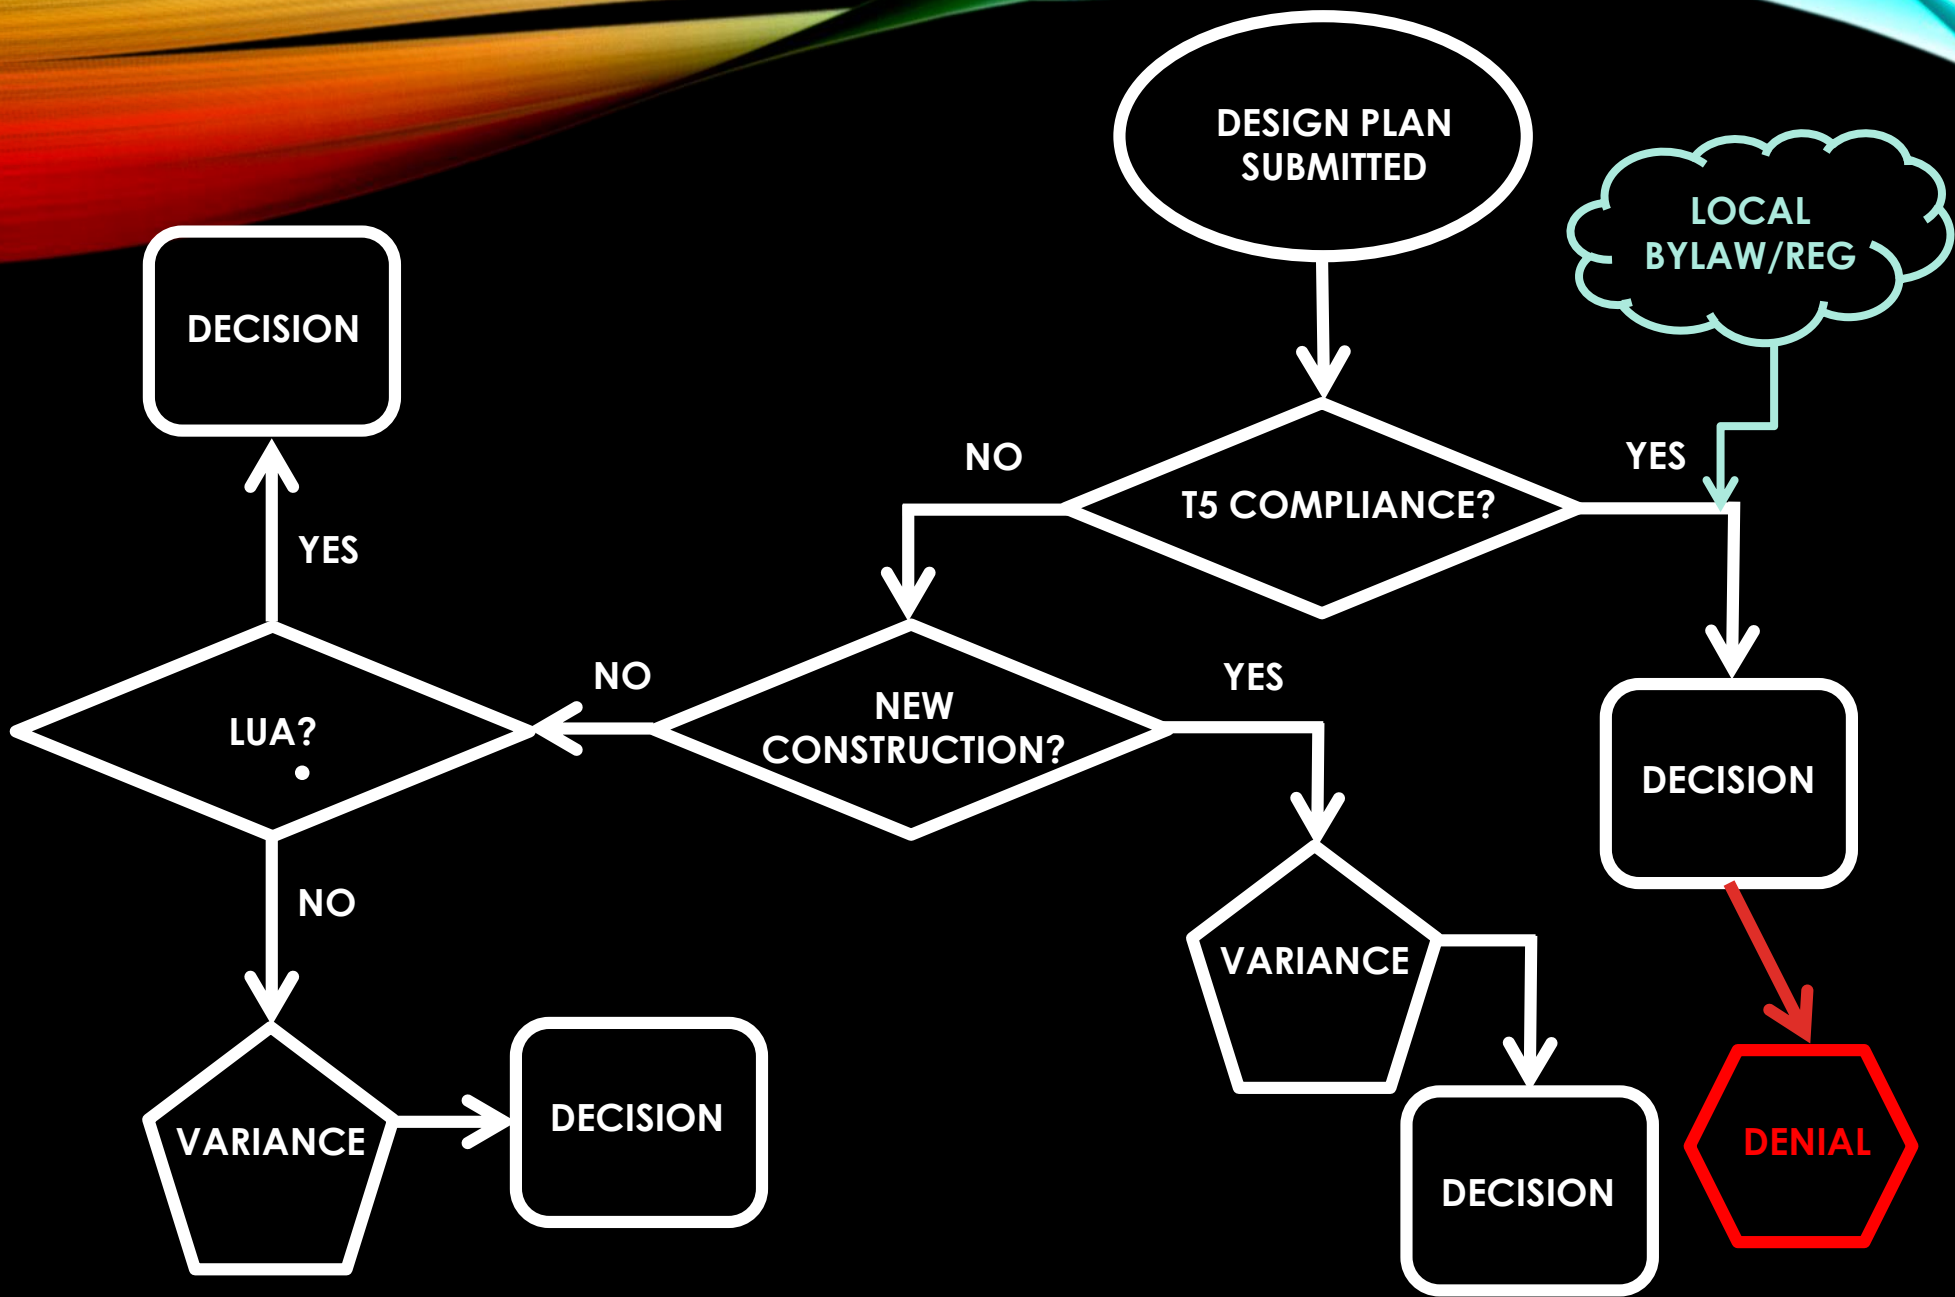 DESIGN PLAN
SUBMITTED
LOCAL
BYLAW/REG
DECISION
NO
YES
T5 COMPLIANCE?
YES
NO
YES
NEW
CONSTRUCTION?
LUA?
•
DECISION
NO
VARIANCE
DECISION
VARIANCE
DENIAL
DECISION